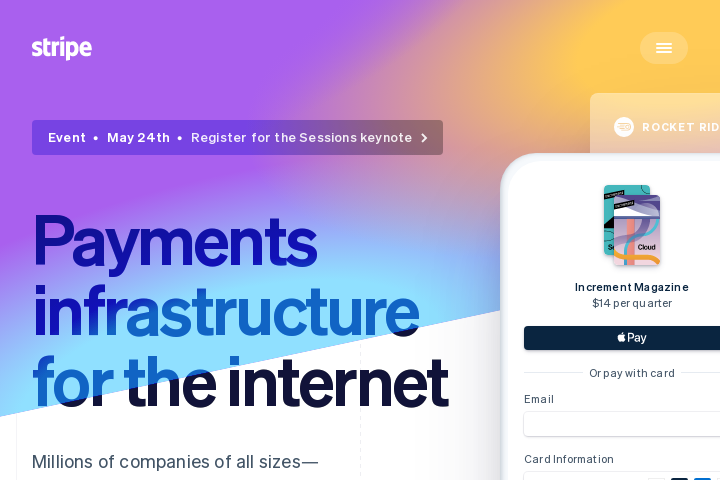 stripe
Event • May 24th • Register for the Sessions keynote
ROCKET RID
Payments
infrastructure
for the internet
Millions of companies of all sizes—
Cloud
Increment Magazine
$14 per quarter
Pay
Or pay with card
Email
Card Information